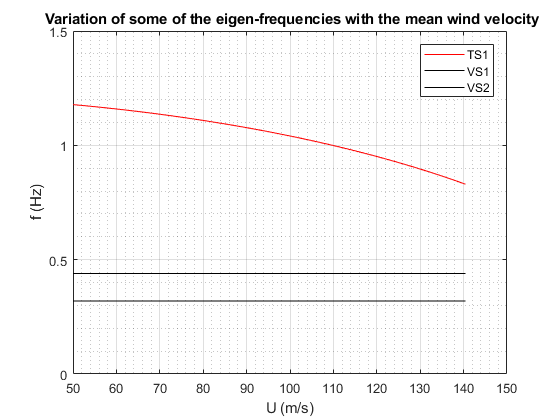 Variation of some of the eigen-frequencies with the mean wind velocity
1.5
1
0.5
0
f (Hz)
TS1
VS1
VS2
50 60 70 80 90 100 110 120 130 140 150
U (m/s)